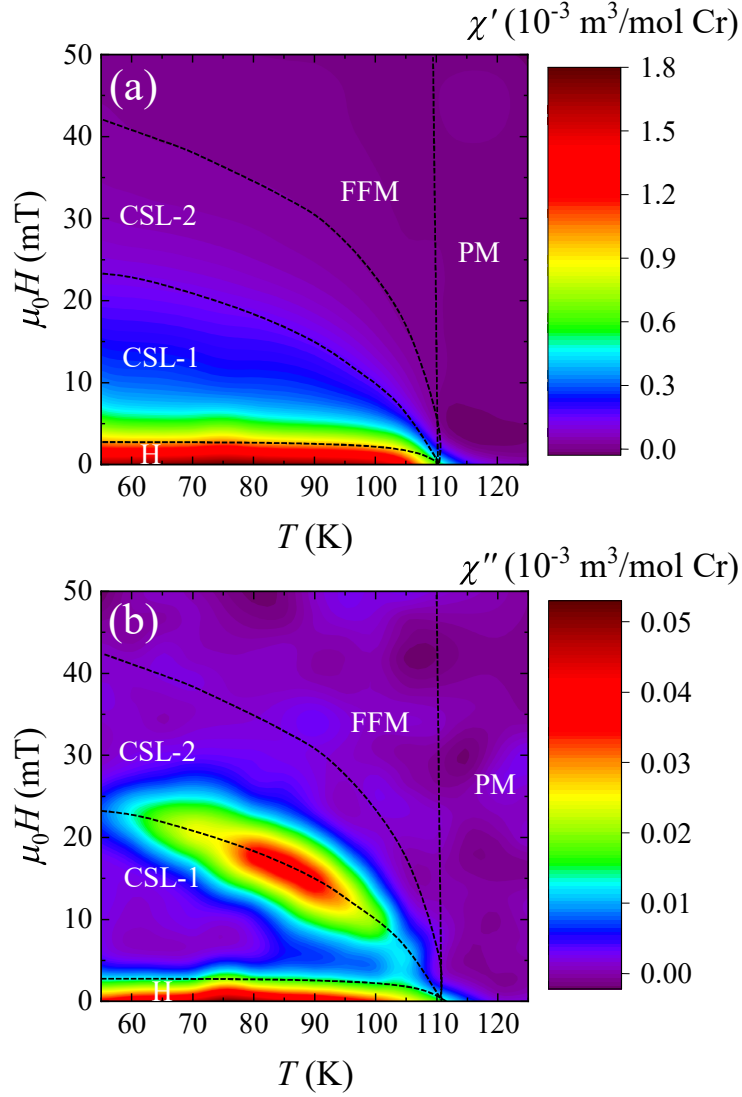 χ′ (10⁻³ m³/mol Cr)
(a)
50
40
30
20
10
0
μ₀H (mT)
CSL-2
FFM
PM
CSL-1
H
60 70 80 90 100 110 120
T (K)
1.8
1.5
1.2
0.9
0.6
0.3
0.0
χ″ (10⁻³ m³/mol Cr)
(b)
50
40
30
20
10
0
μ₀H (mT)
FFM
CSL-2
PM
CSL-1
H
60 70 80 90 100 110 120
T (K)
0.05
0.04
0.03
0.02
0.01
0.00